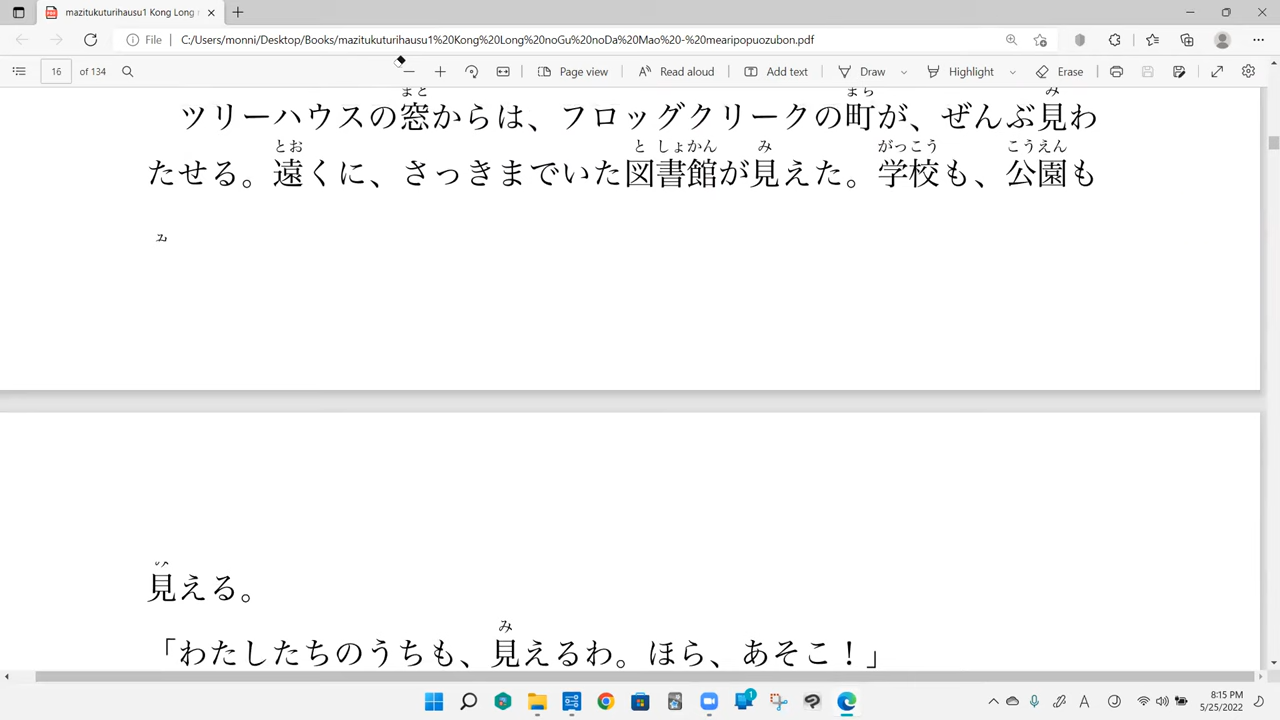 mazitukuturihausu1 Kong Long
File C:/Users/monni/Desktop/Books/mazitukuturihausu1%20Kong%20Long%20noGu%20noDa%20Mao%20-%20mearipopuozubon.pdf
16 of 134 Page view Read aloud Add text Draw Highlight Erase
まど まち み
ツリーハウスの窓からは、フロッグクリークの町が、ぜんぶ見わ
とお と しょかん み がっこう こうえん
たせる。遠くに、さっきまでいた図書館が見えた。学校も、公園も
見える。
み
「わたしたちのうちも、見えるわ。ほら、あそこ！」
8:15 PM
5/25/2022